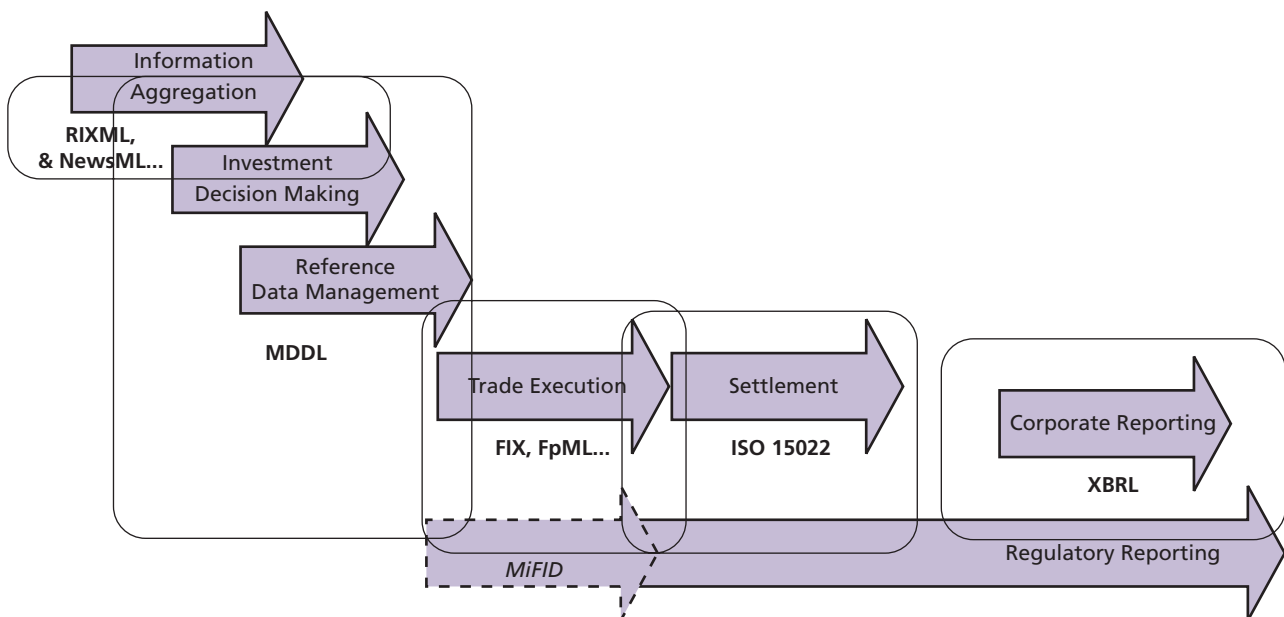 Information
Aggregation
RIXML,
& NewsML...
Investment
Decision Making
Reference
Data Management
MDDL
Trade Execution
FIX, FpML...
Settlement
ISO 15022
Corporate Reporting
XBRL
MiFID
Regulatory Reporting